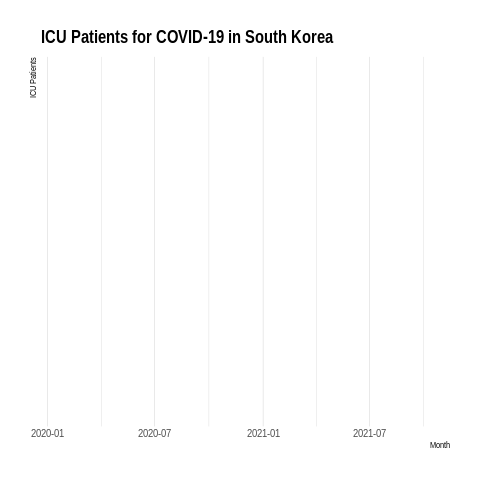 ICU Patients for COVID-19 in South Korea
ICU Patients
2020-01 2020-07 2021-01 2021-07
Month